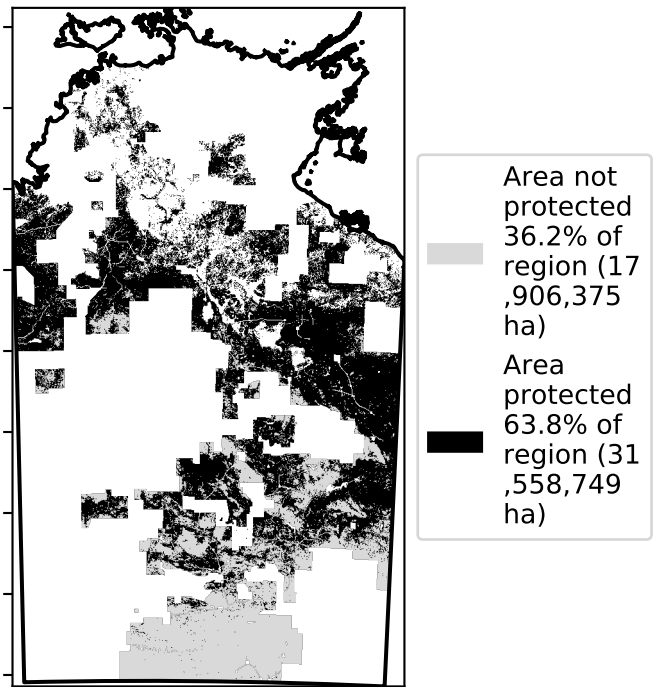 Area not
protected
36.2% of
region (17
,906,375
ha)
Area
protected
63.8% of
region (31
,558,749
ha)